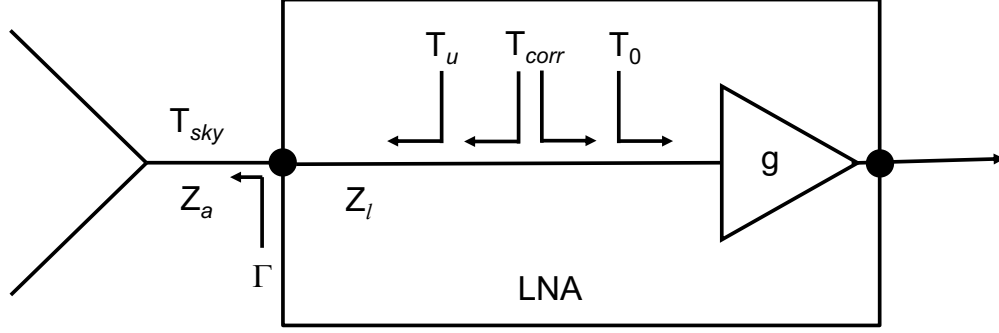 T_u T_corr T_0
T_sky
g
Z_a Z_l
Γ
LNA